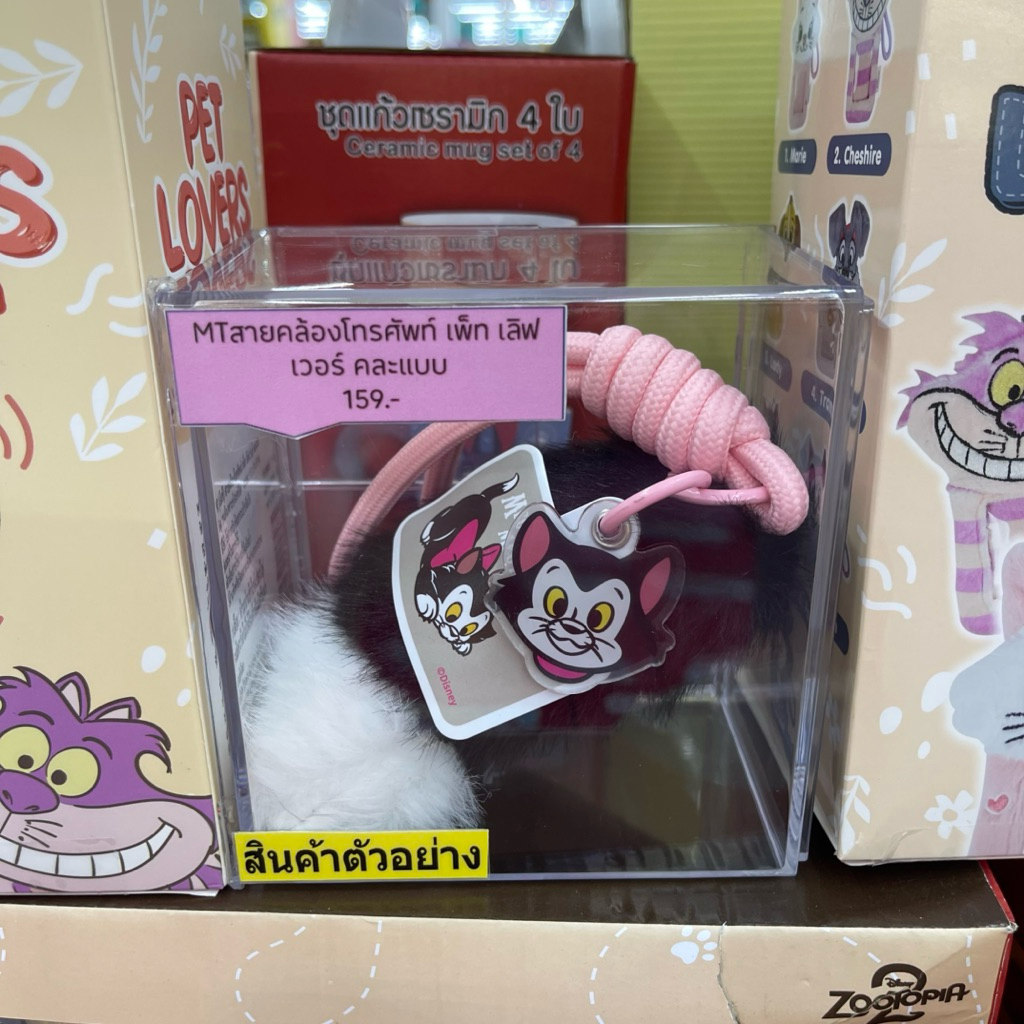 PET
LOVERS
ชุดแก้วเซรามิก 4 ใบ
Ceramic mug set of 4
1. Marie
2. Cheshire
MTสายคล้องโทรศัพท์ เพ็ท เลิฟ
เวอร์ คละแบบ
159.-
©Disney
สินค้าตัวอย่าง
Disney
ZOOTOPIA
2